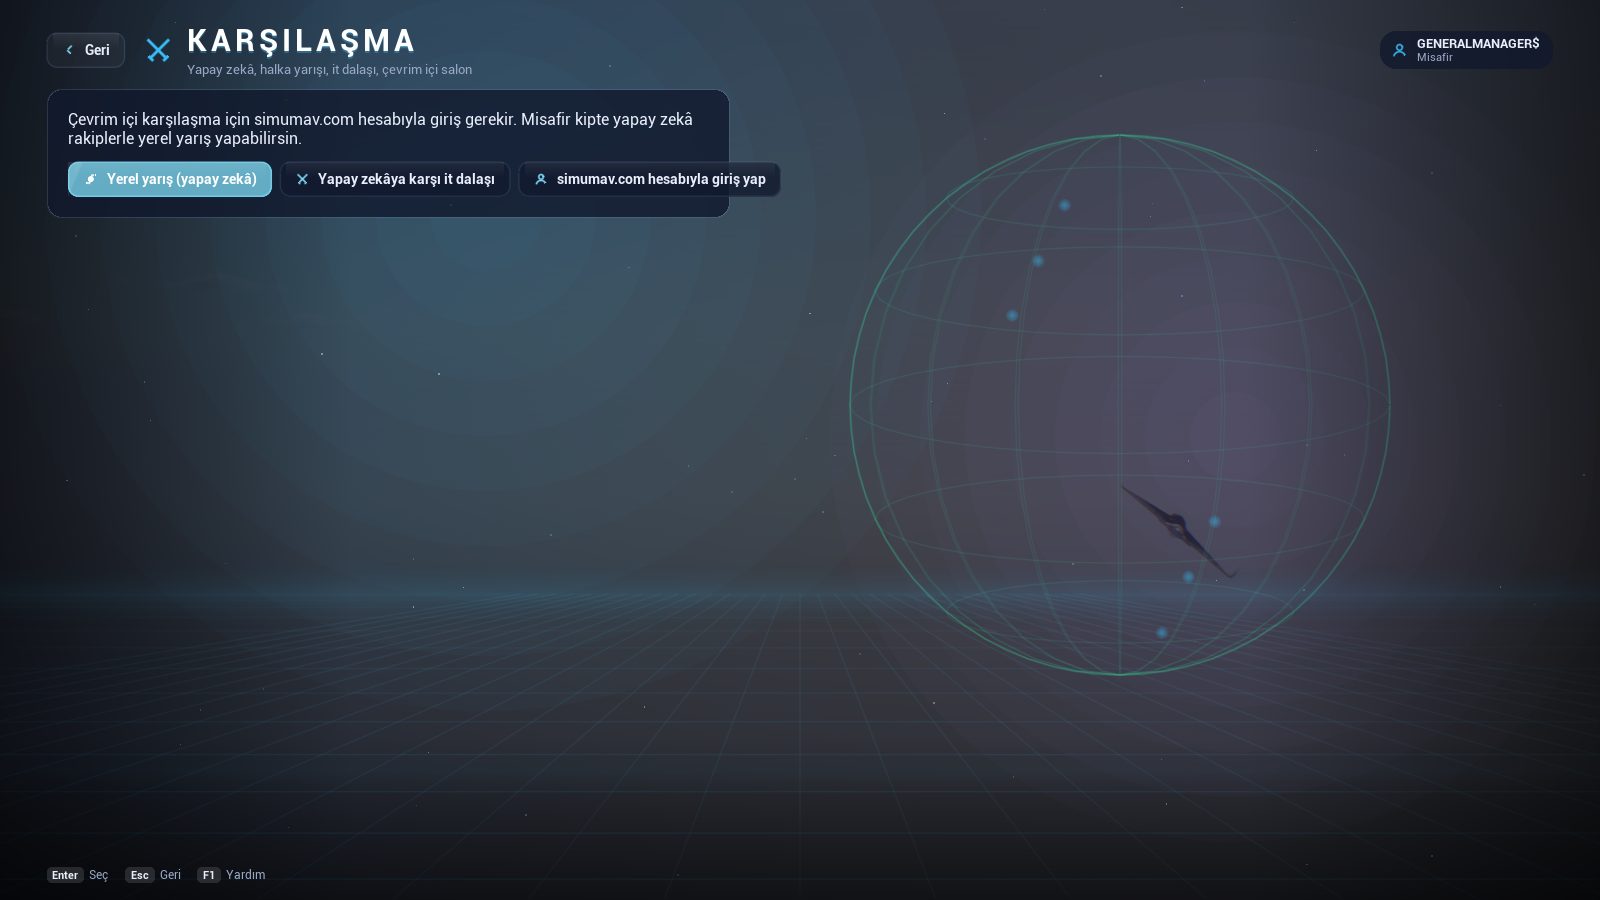 Geri
KARŞILAŞMA
Yapay zekâ, halka yarışı, it dalaşı, çevrim içi salon
GENERALMANAGER$
Misafir
Çevrim içi karşılaşma için simumav.com hesabıyla giriş gerekir. Misafir kipte yapay zekâ
rakiplerle yerel yarış yapabilirsin.
Yerel yarış (yapay zekâ)
Yapay zekâya karşı it dalaşı
simumav.com hesabıyla giriş yap
Enter Seç Esc Geri F1 Yardım